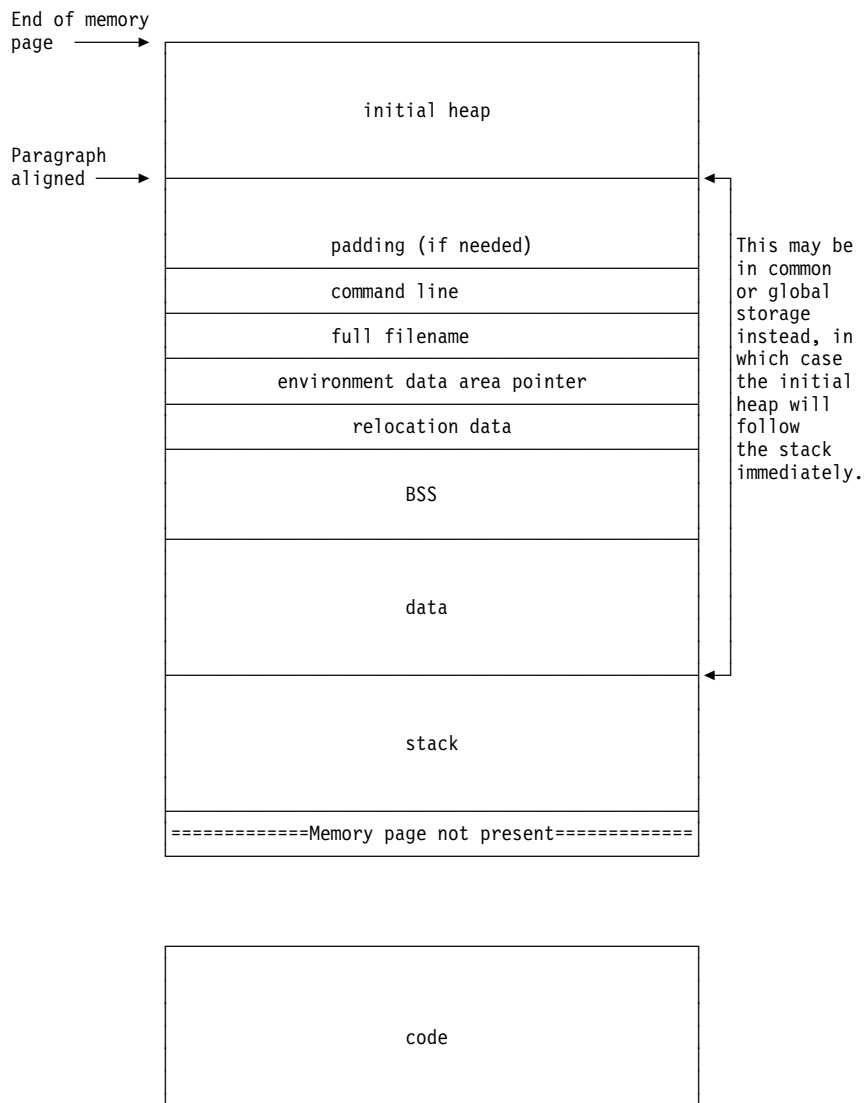 End of memory
page
initial heap
Paragraph
aligned
padding (if needed)
command line
full filename
environment data area pointer
relocation data
BSS
data
This may be
in common
or global
storage
instead, in
which case
the initial
heap will
follow
the stack
immediately.
stack
=============Memory page not present=============
code